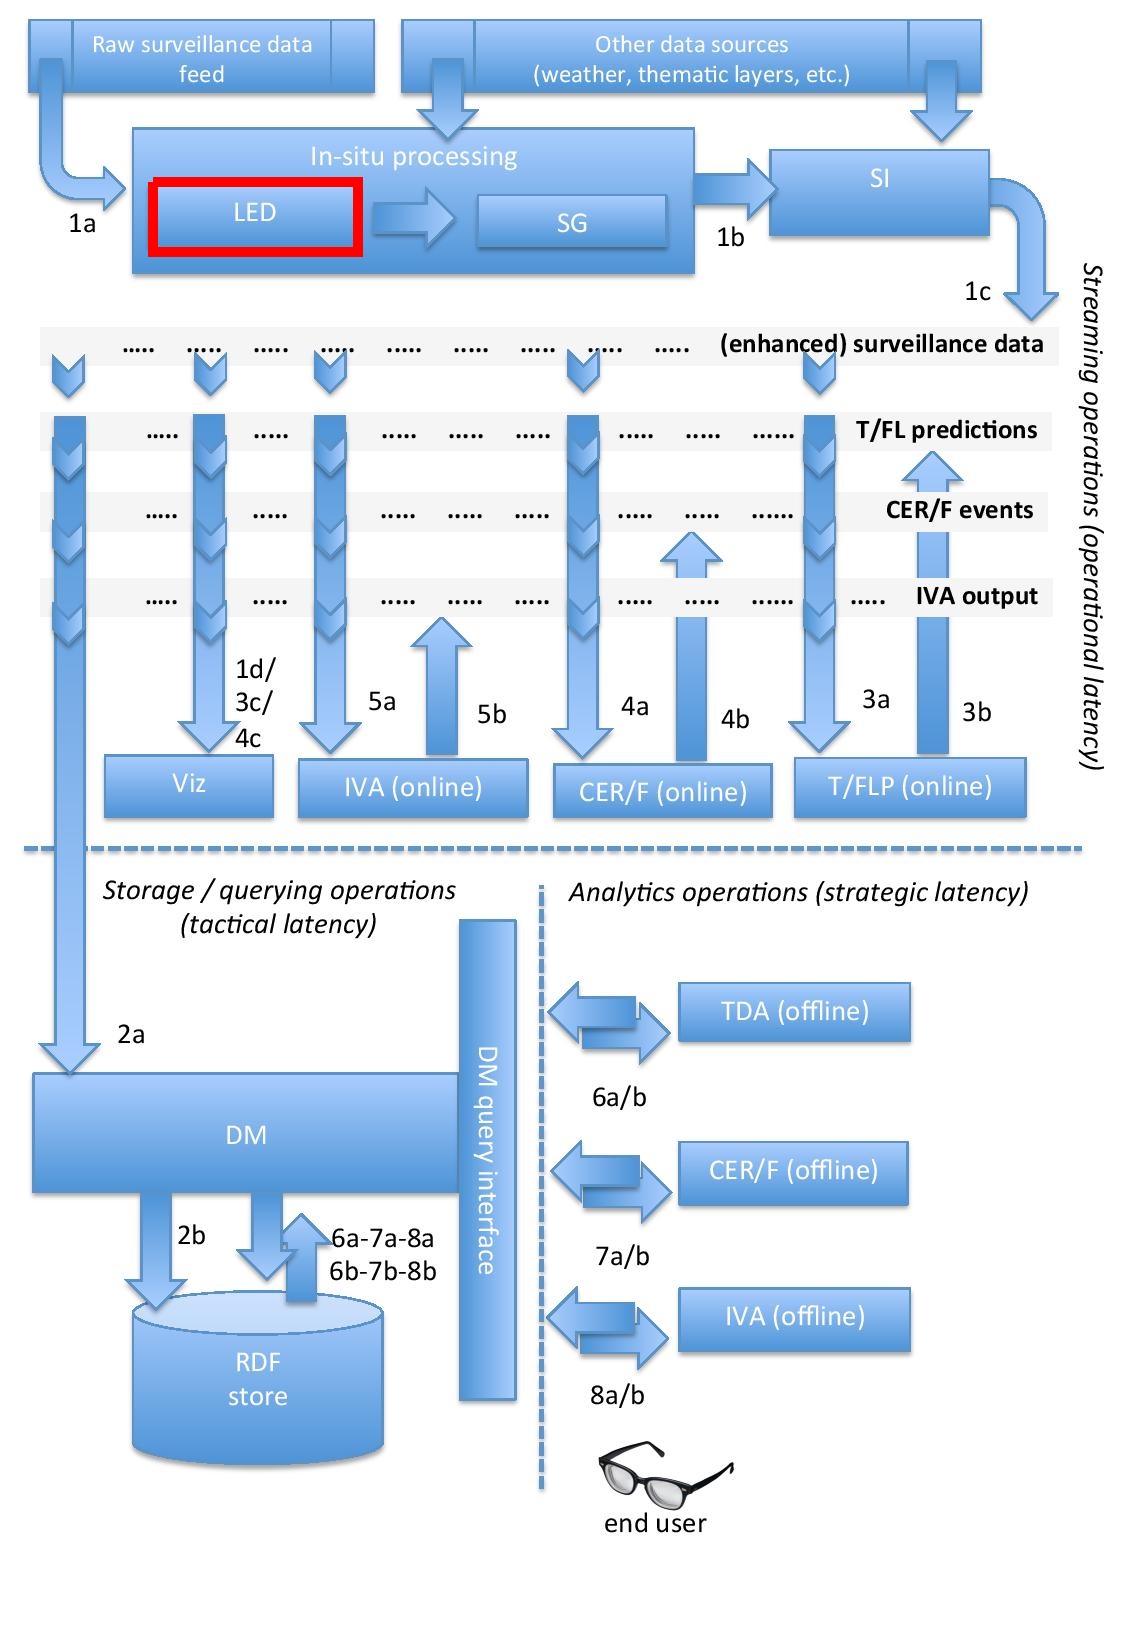 Raw surveillance data
feed
Other data sources
(weather, thematic layers, etc.)
In-situ processing
LED
SG
SI
1a
1b
1c
Streaming operations (operational latency)
..... ..... ..... ..... ..... ..... ..... ..... ..... (enhanced) surveillance data
..... ..... ..... ..... ..... ..... ..... ...... T/FL predictions
..... ..... ..... ..... ..... ..... ..... ...... CER/F events
..... ..... ..... ..... ..... ..... ..... ...... ..... IVA output
1d/
3c/
4c
5a
5b
4a
4b
3a
3b
Viz
IVA (online)
CER/F (online)
T/FLP (online)
Storage / querying operations
(tactical latency)
Analytics operations (strategic latency)
2a
DM
DM query interface
2b
6a-7a-8a
6b-7b-8b
RDF
store
TDA (offline)
6a/b
CER/F (offline)
7a/b
IVA (offline)
8a/b
end user